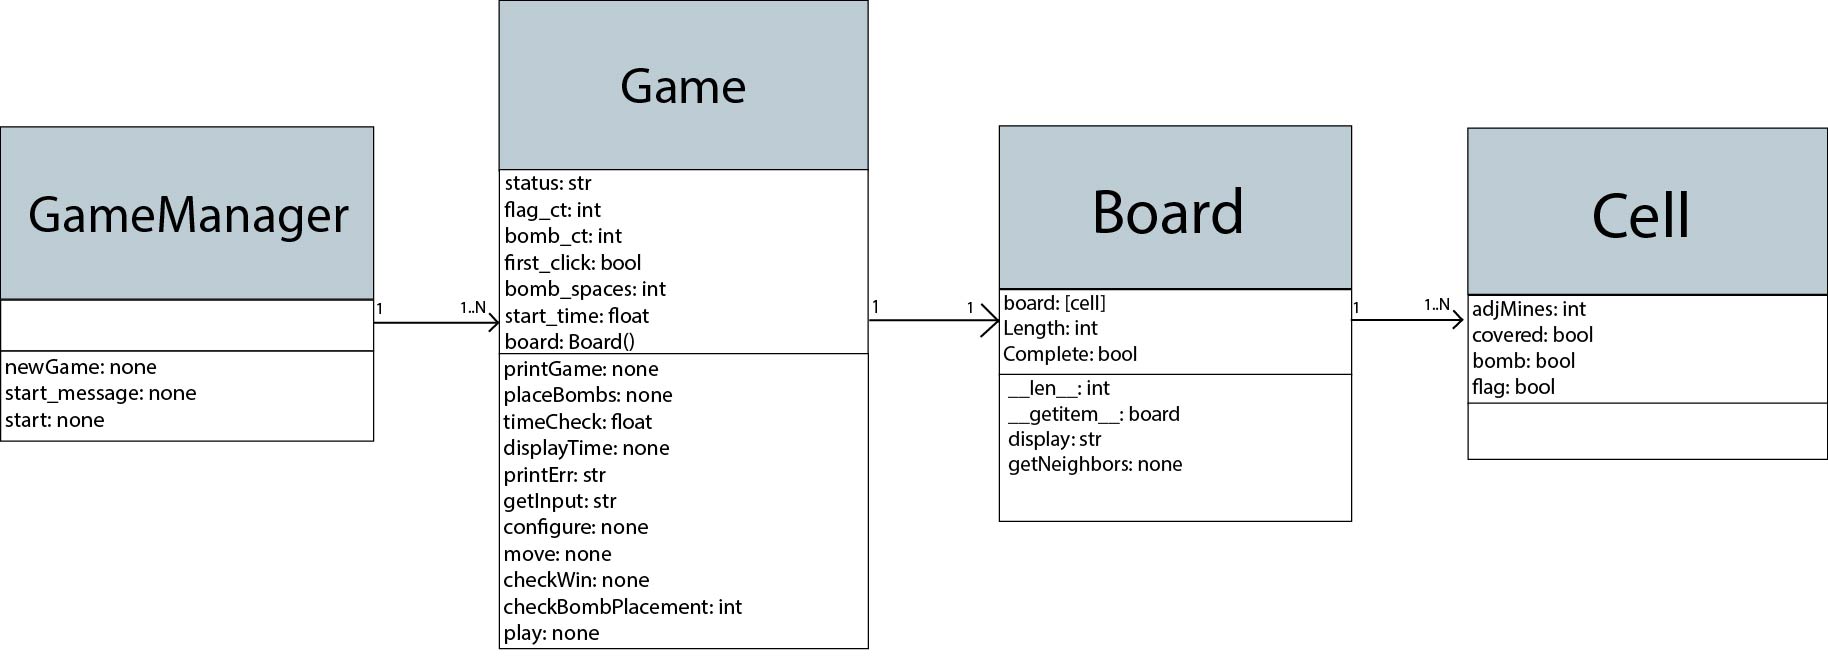 GameManager
newGame: none
start_message: none
start: none
1
1..N
Game
status: str
flag_ct: int
bomb_ct: int
first_click: bool
bomb_spaces: int
start_time: float
board: Board()
printGame: none
placeBombs: none
timeCheck: float
displayTime: none
printErr: str
getInput: str
configure: none
move: none
checkWin: none
checkBombPlacement: int
play: none
1
1
Board
board: [cell]
Length: int
Complete: bool
__len__: int
__getitem__: board
display: str
getNeighbors: none
1
1..N
Cell
adjMines: int
covered: bool
bomb: bool
flag: bool